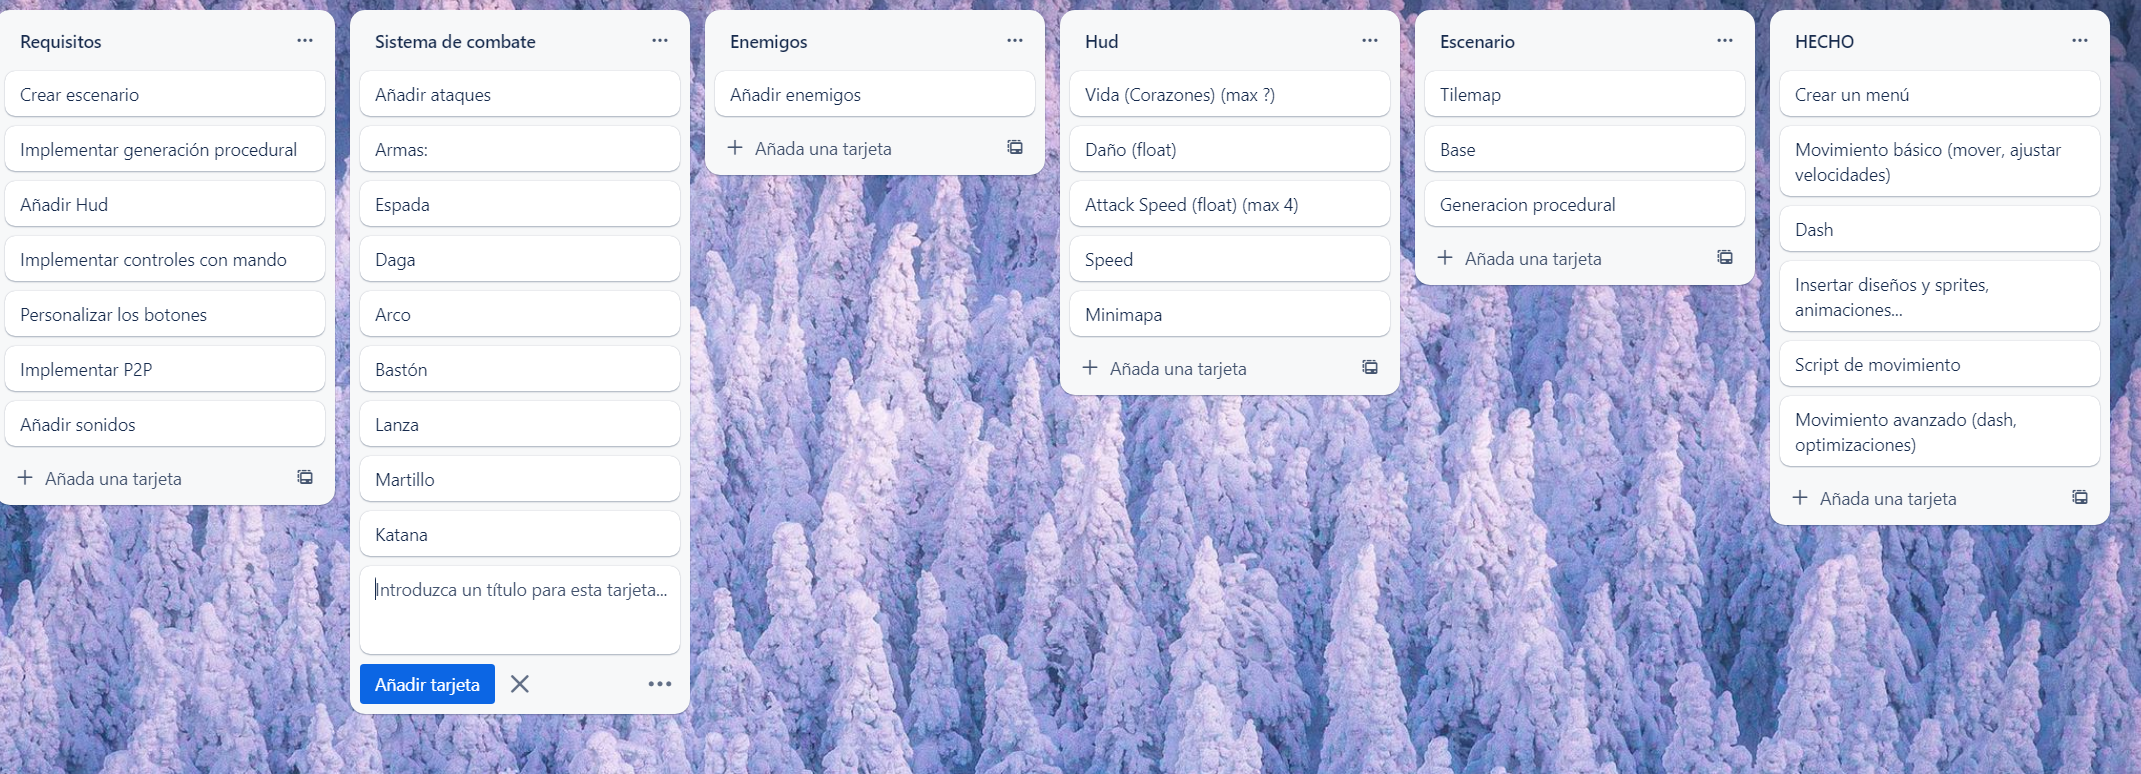 Requisitos
Crear escenario
Implementar generación procedural
Añadir Hud
Implementar controles con mando
Personalizar los botones
Implementar P2P
Añadir sonidos
Añada una tarjeta
Sistema de combate
Añadir ataques
Armas:
Espada
Daga
Arco
Bastón
Lanza
Martillo
Katana
Introduzca un título para esta tarjeta...
Añadir tarjeta
Enemigos
Añadir enemigos
Añada una tarjeta
Hud
Vida (Corazones) (max ?)
Daño (float)
Attack Speed (float) (max 4)
Speed
Minimapa
Añada una tarjeta
Escenario
Tilemap
Base
Generacion procedural
Añada una tarjeta
HECHO
Crear un menú
Movimiento básico (mover, ajustar
velocidades)
Dash
Insertar diseños y sprites,
animaciones...
Script de movimiento
Movimiento avanzado (dash,
optimizaciones)
Añada una tarjeta